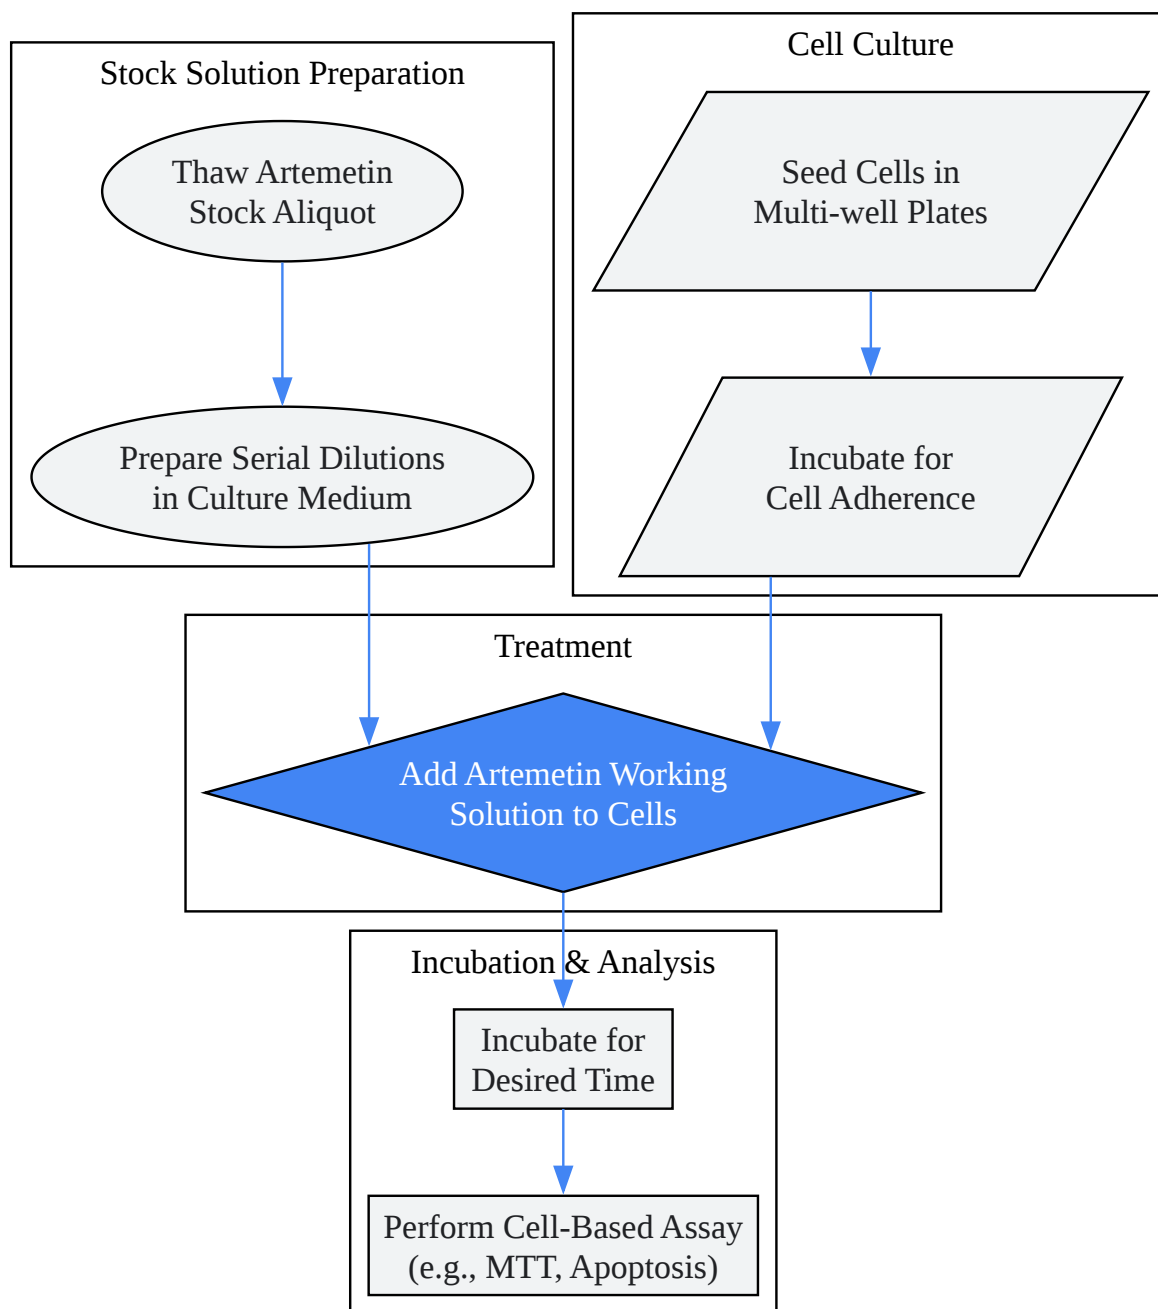 Stock Solution Preparation
Thaw Artemetin
Stock Aliquot
Prepare Serial Dilutions
in Culture Medium
Cell Culture
Seed Cells in
Multi-well Plates
Incubate for
Cell Adherence
Treatment
Add Artemetin Working
Solution to Cells
Incubation & Analysis
Incubate for
Desired Time
Perform Cell-Based Assay
(e.g., MTT, Apoptosis)